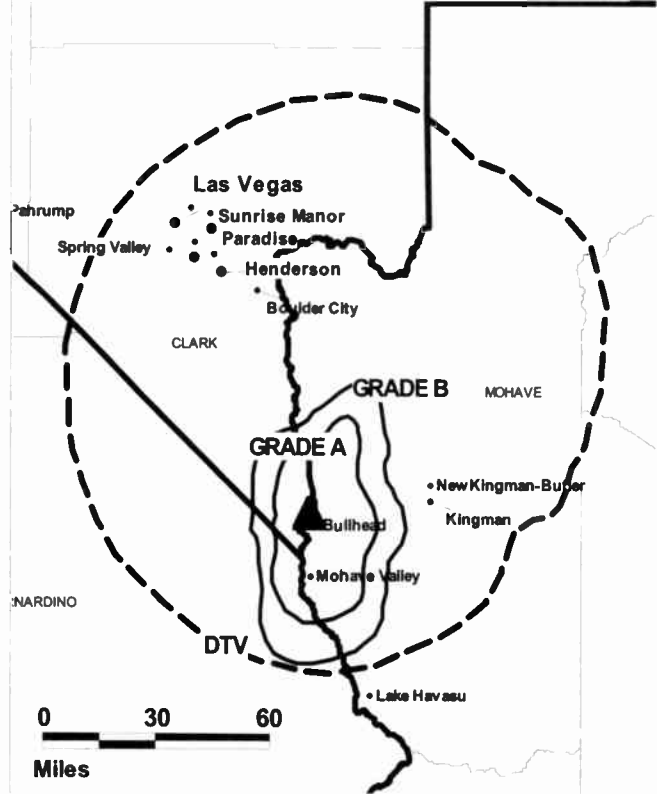 Las Vegas
Pahrump
Sunrise Manor
Spring Valley
Paradise
Henderson
Boulder City
CLARK
GRADE B
MOHAVE
GRADE A
New Kingman-Butler
Kingman
Bullhead
Mohave Valley
NARDINO
DTV
Lake Havasu
0 30 60
Miles